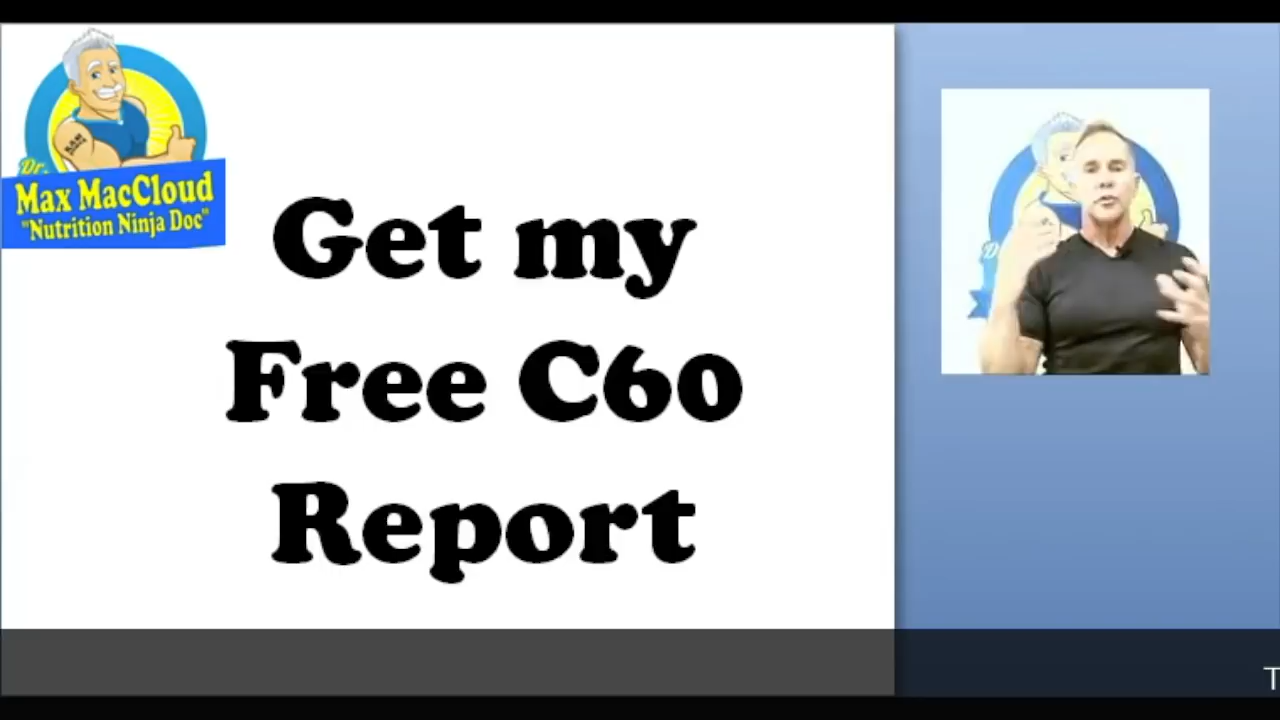 Dr.
Max MacCloud
"Nutrition Ninja Doc"
Get my
Free C60
Report
T